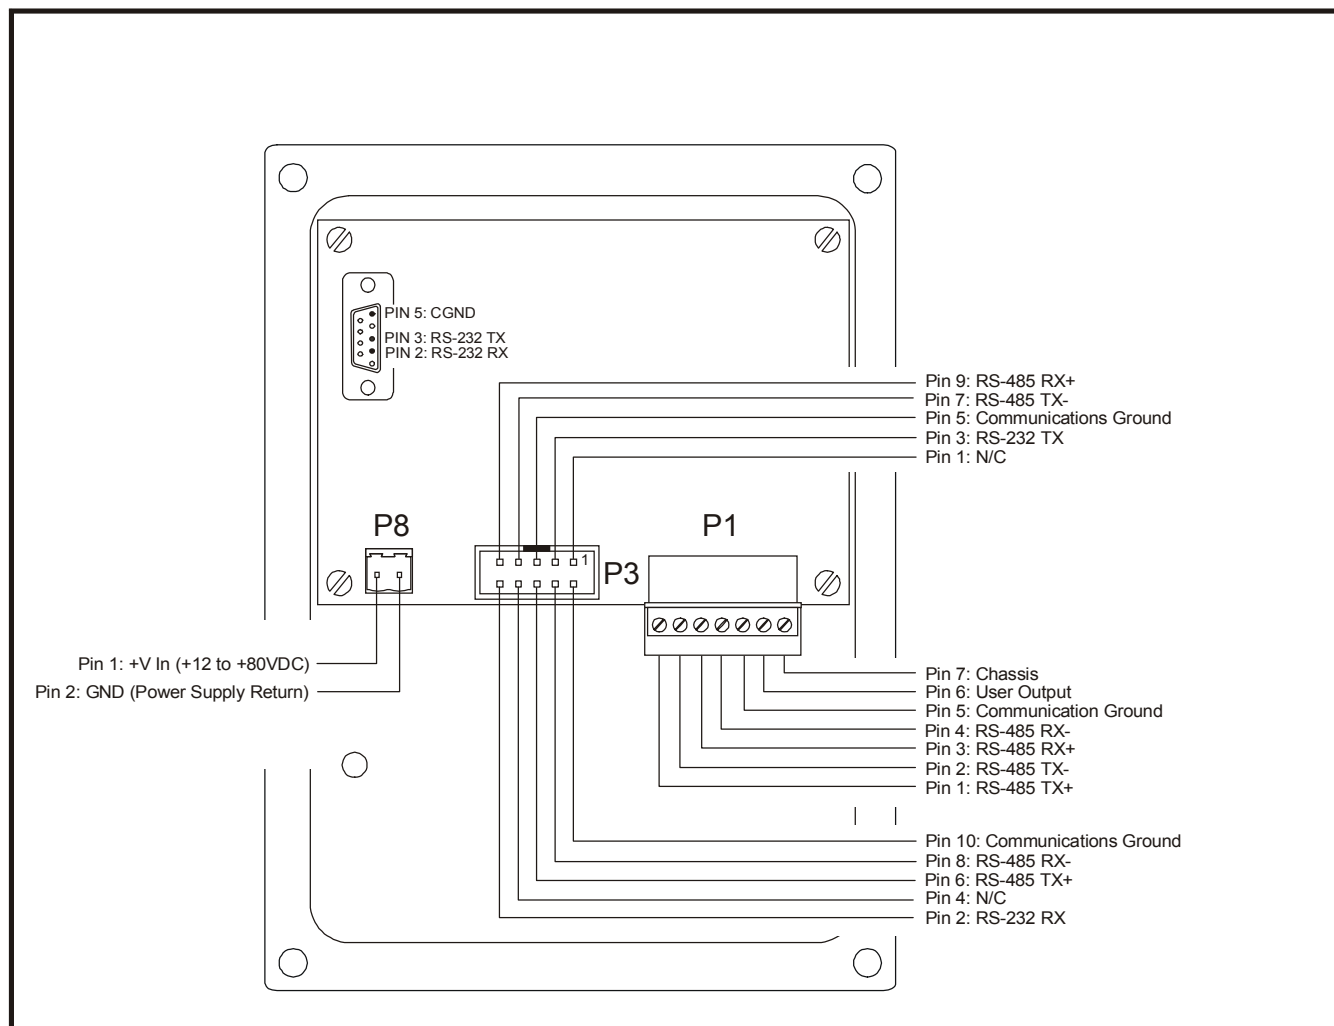 PIN 5: CGND
PIN 3: RS-232 TX
PIN 2: RS-232 RX
Pin 9: RS-485 RX+
Pin 7: RS-485 TX-
Pin 5: Communications Ground
Pin 3: RS-232 TX
Pin 1: N/C
P8
P1
1
P3
Pin 1: +V In (+12 to +80VDC)
Pin 2: GND (Power Supply Return)
Pin 7: Chassis
Pin 6: User Output
Pin 5: Communication Ground
Pin 4: RS-485 RX-
Pin 3: RS-485 RX+
Pin 2: RS-485 TX-
Pin 1: RS-485 TX+
Pin 10: Communications Ground
Pin 8: RS-485 RX-
Pin 6: RS-485 TX+
Pin 4: N/C
Pin 2: RS-232 RX